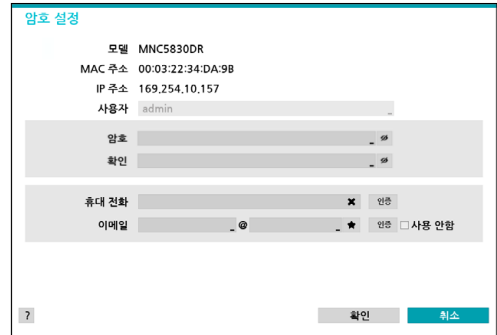 암호 설정
모델 MNC5830DR
MAC 주소 00:03:22:34:DA:9B
IP 주소 169.254.10.157
사용자 admin
암호
확인
휴대 전화 인증
이메일 @ 인증 사용 안함
? 확인 취소